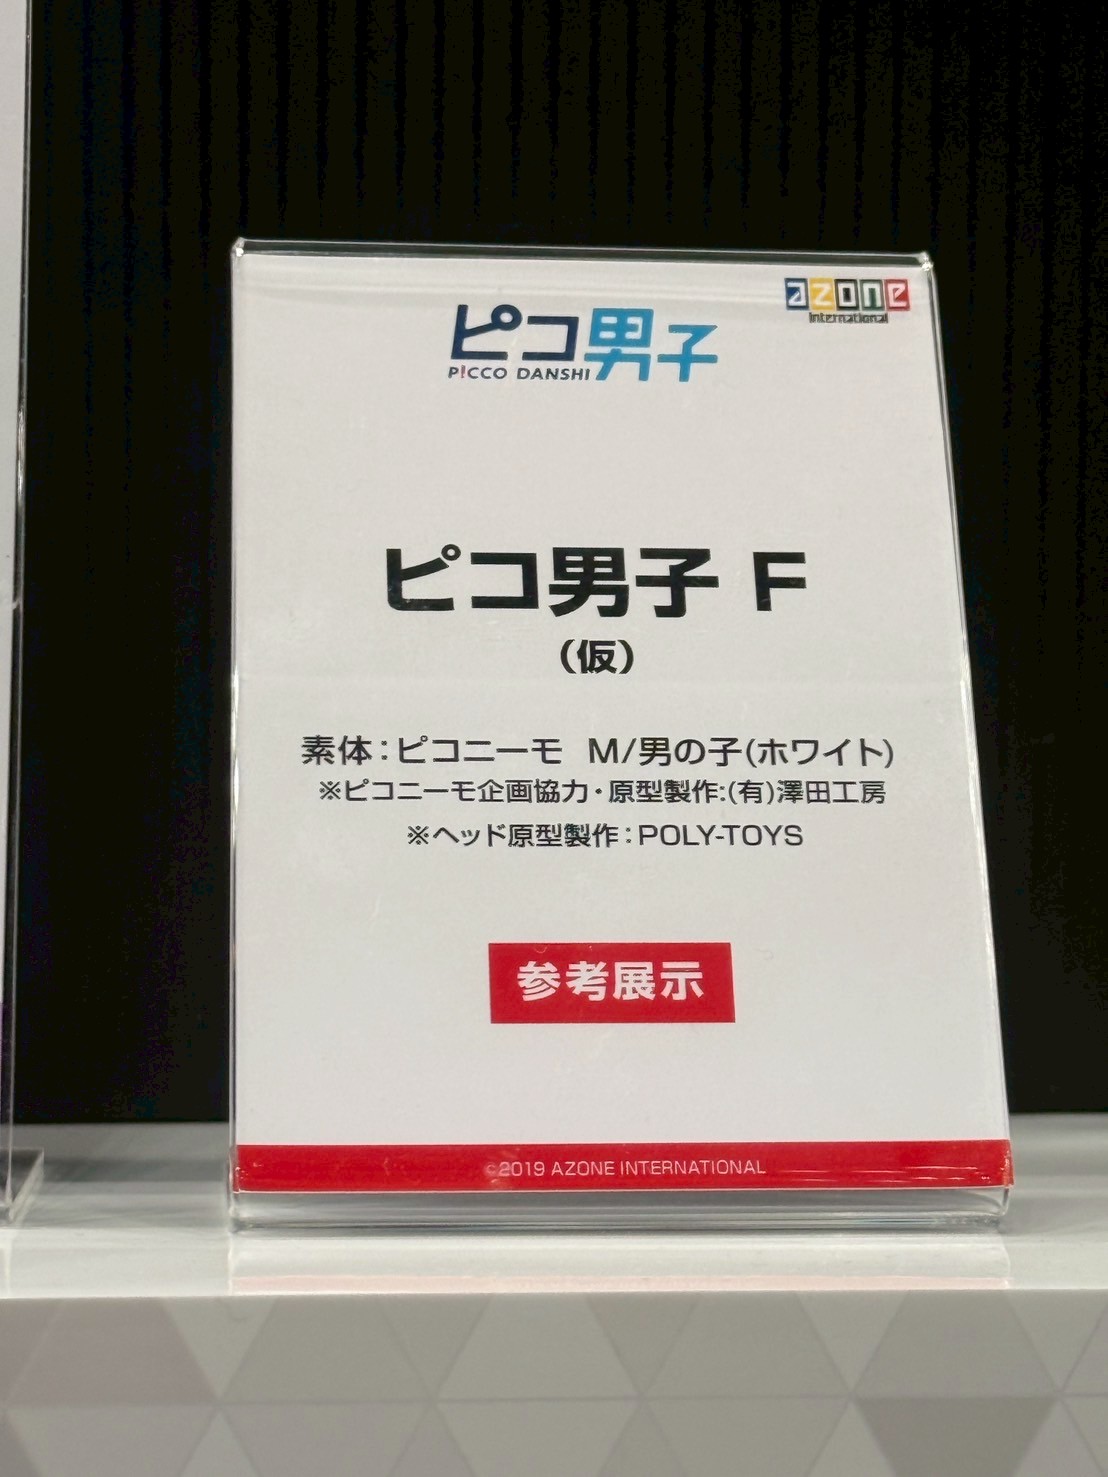 ピコ男子
P!CCO DANSHI
azone
International
ピコ男子 F
（仮）
素体：ピコニーモ M/男の子(ホワイト)
※ピコニーモ企画協力・原型製作:(有)澤田工房
※ヘッド原型製作：POLY-TOYS
参考展示
©2019 AZONE INTERNATIONAL